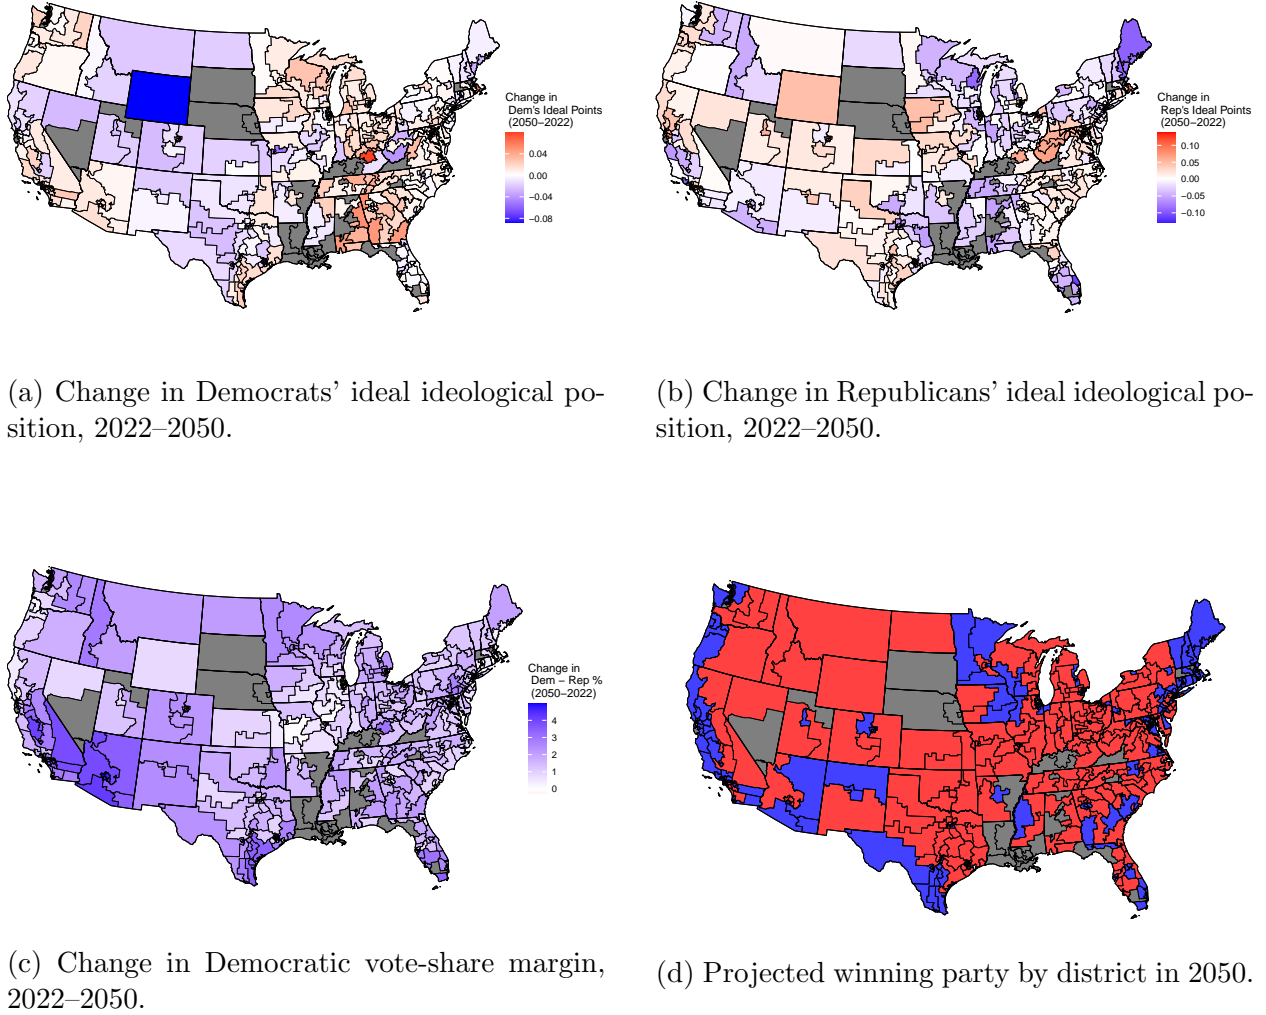 Change in
Dem's Ideal Points
(2050–2022)
0.04
0.00
−0.04
−0.08
Change in
Rep's Ideal Points
(2050–2022)
0.10
0.05
0.00
−0.05
−0.10
(a) Change in Democrats' ideal ideological po-
sition, 2022–2050.
(b) Change in Republicans' ideal ideological po-
sition, 2022–2050.
Change in
Dem − Rep %
(2050−2022)
4
3
2
1
0
(c) Change in Democratic vote-share margin,
2022–2050.
(d) Projected winning party by district in 2050.